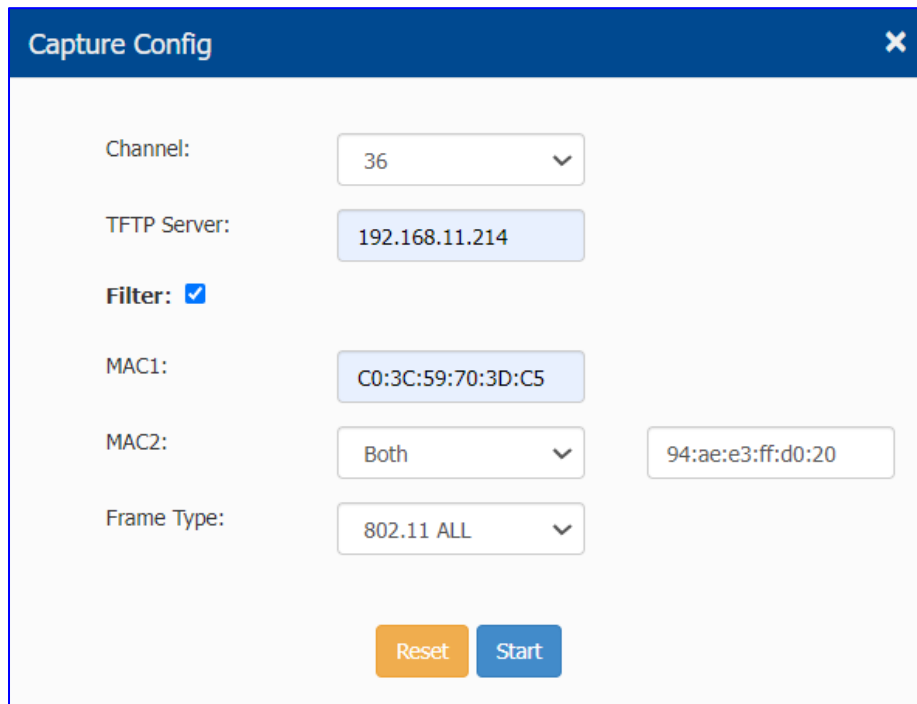 Capture Config
Channel: 36
TFTP Server: 192.168.11.214
Filter:
MAC1: C0:3C:59:70:3D:C5
MAC2: Both 94:ae:e3:ff:d0:20
Frame Type: 802.11 ALL
Reset Start